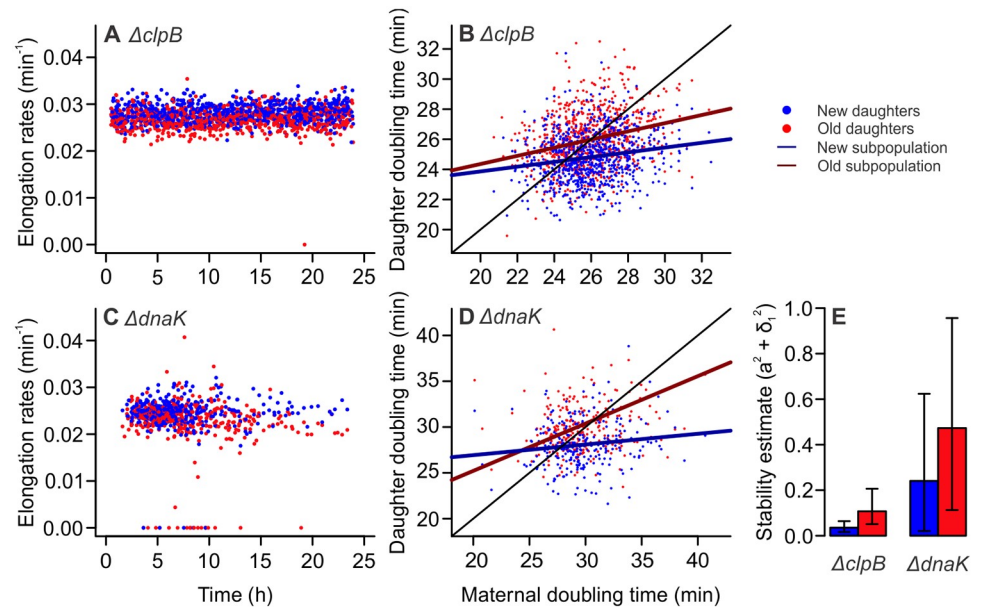 A ΔclpB
Elongation rates (min⁻¹)
0.04
0.03
0.02
0.01
0.00
0 5 10 15 20 25
B ΔclpB
Daughter doubling time (min)
32
30
28
26
24
22
20
20 22 24 26 28 30 32
New daughters
Old daughters
New subpopulation
Old subpopulation
C ΔdnaK
Elongation rates (min⁻¹)
0.04
0.03
0.02
0.01
0.00
0 5 10 15 20 25
Time (h)
D ΔdnaK
Daughter doubling time (min)
40
35
30
25
20
20 25 30 35 40
Maternal doubling time (min)
E
Stability estimate (a² + δ₁²)
1.0
0.8
0.6
0.4
0.2
0.0
ΔclpB ΔdnaK